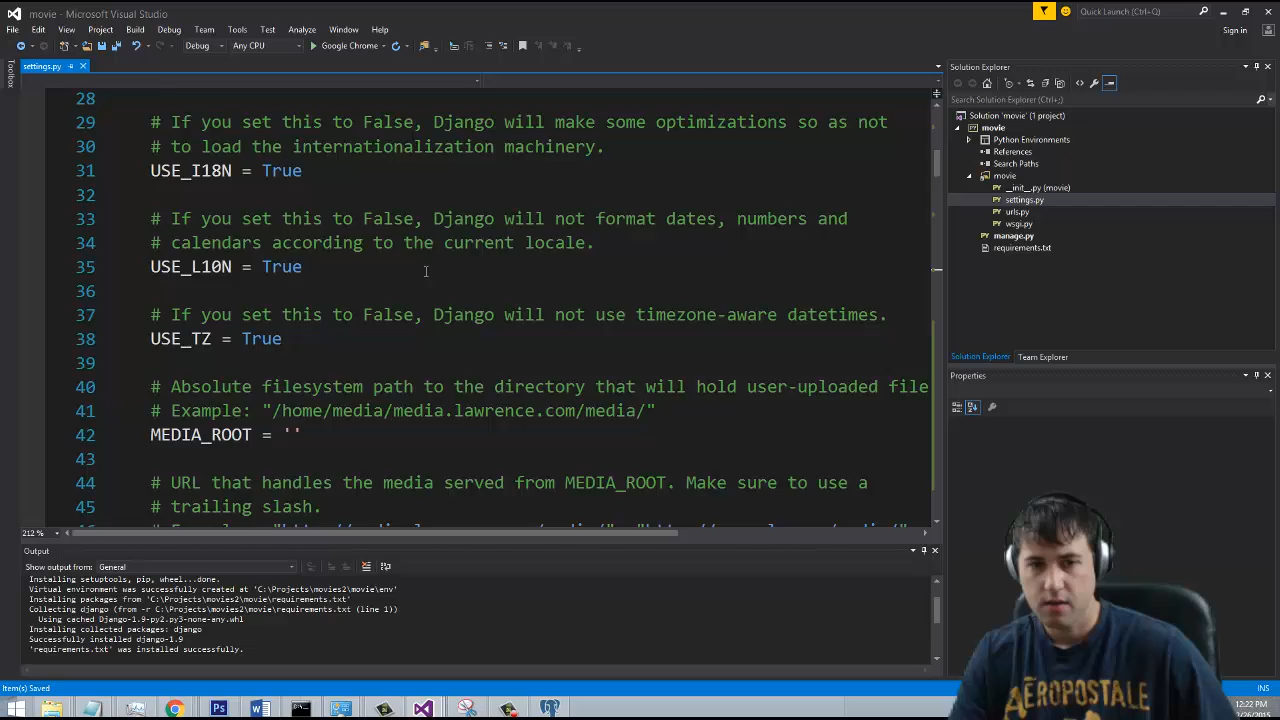 movie - Microsoft Visual Studio
Quick Launch (Ctrl+;)
File Edit View Project Build Debug Team Tools Test Analyze Window Help
Sign in
Debug Any CPU Google Chrome
Toolbox
settings.py
28
29 # If you set this to False, Django will make some optimizations so as not
30 # to load the internationalization machinery.
31 USE_I18N = True
32
33 # If you set this to False, Django will not format dates, numbers and
34 # calendars according to the current locale.
35 USE_L10N = True
36
37 # If you set this to False, Django will not use timezone-aware datetimes.
38 USE_TZ = True
39
40 # Absolute filesystem path to the directory that will hold user-uploaded file
41 # Example: "/home/media/media.lawrence.com/media/"
42 MEDIA_ROOT = ''
43
44 # URL that handles the media served from MEDIA_ROOT. Make sure to use a
45 # trailing slash.
212 %
Solution Explorer
Search Solution Explorer (Ctrl+;)
Solution 'movie' (1 project)
movie
Python Environments
References
Search Paths
movie
__init__.py (movie)
settings.py
urls.py
wsgi.py
manage.py
requirements.txt
Solution Explorer Team Explorer
Properties
Output
Show output from: General
Installing setuptools, pip, wheel...done.
Virtual environment was successfully created at 'C:\Projects\movies2\movie\env'
Installing packages from 'C:\Projects\movies2\movie\requirements.txt'
Collecting django (from -r C:\Projects\movies2\movie\requirements.txt (line 1))
Using cached Django-1.9-py2.py3-none-any.whl
Installing collected packages: django
Successfully installed django-1.9
'requirements.txt' was installed successfully.
Item(s) Saved
INS
AËROPOSTALE
12:22 PM